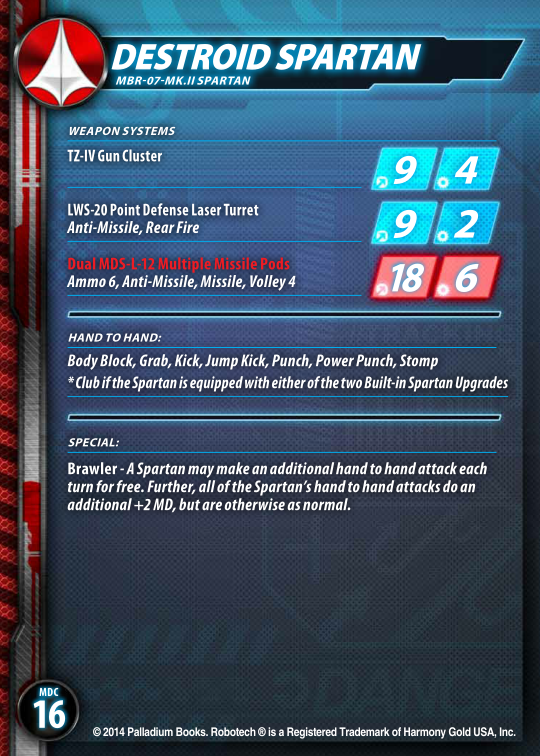 DESTROID SPARTAN
MBR-07-MK.II SPARTAN
WEAPON SYSTEMS
TZ-IV Gun Cluster 9 4
LWS-20 Point Defense Laser Turret
Anti-Missile, Rear Fire 9 2
Dual MDS-L-12 Multiple Missile Pods
Ammo 6, Anti-Missile, Missile, Volley 4 18 6
HAND TO HAND:
Body Block, Grab, Kick, Jump Kick, Punch, Power Punch, Stomp
*Club if the Spartan is equipped with either of the two Built-in Spartan Upgrades
SPECIAL:
Brawler - A Spartan may make an additional hand to hand attack each
turn for free. Further, all of the Spartan's hand to hand attacks do an
additional +2 MD, but are otherwise as normal.
MDC
16
© 2014 Palladium Books. Robotech ® is a Registered Trademark of Harmony Gold USA, Inc.